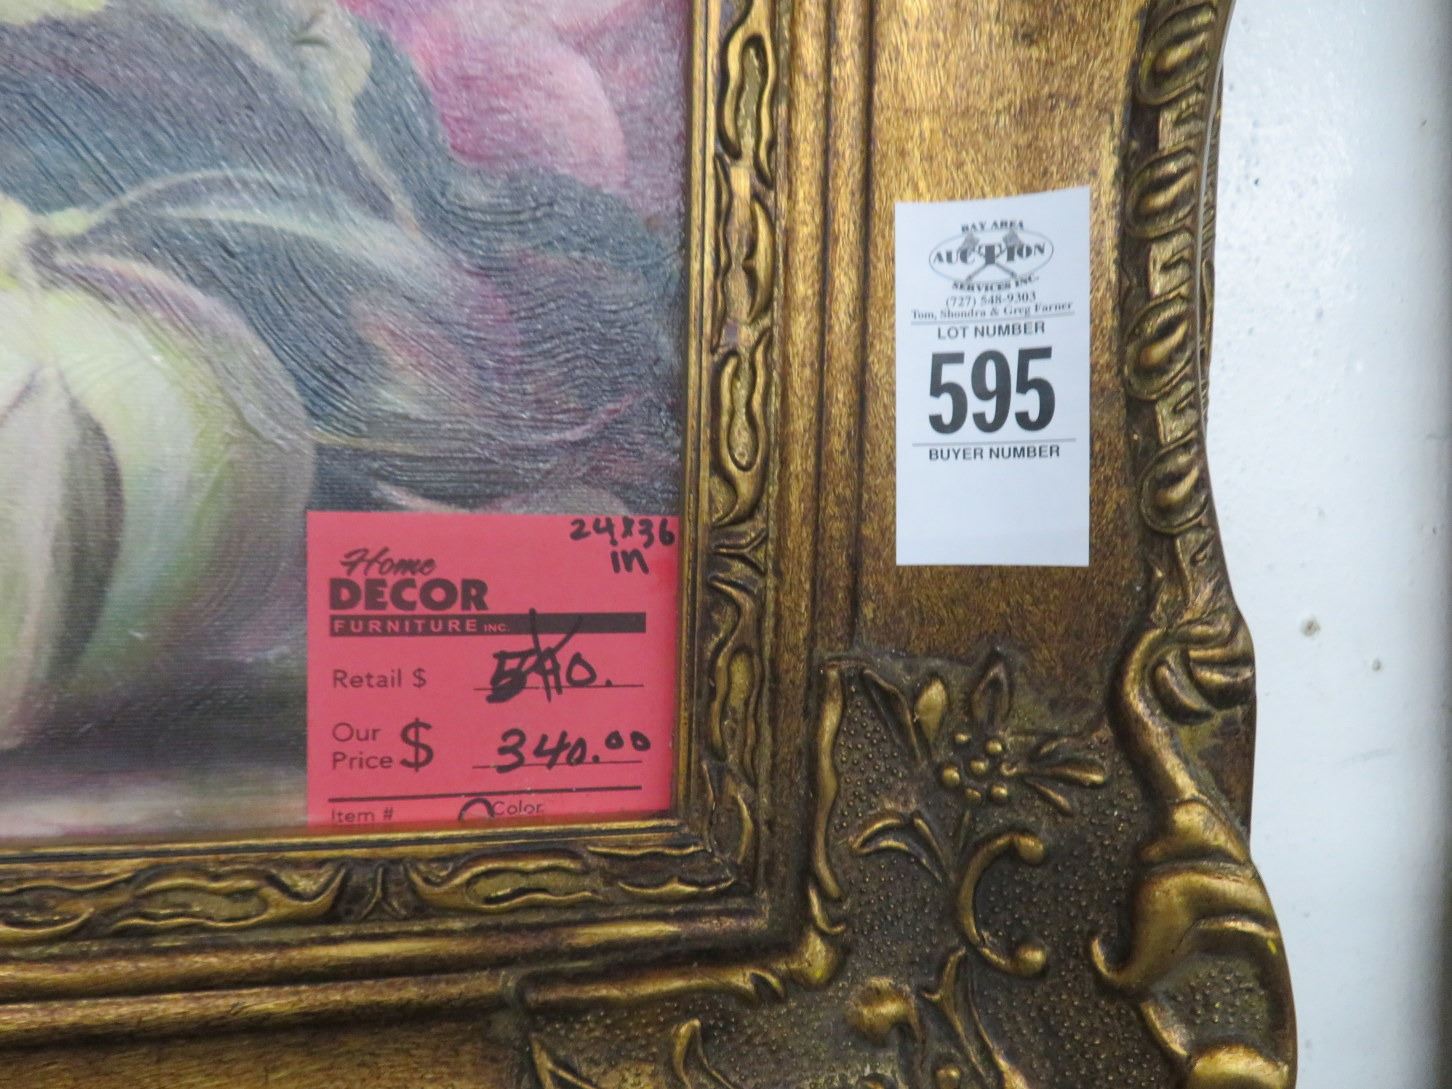 BAY AREA
AUCTION
SERVICES INC.
(727) 548-9303
Tom, Shondra & Greg Farner
LOT NUMBER
595
BUYER NUMBER
24x36
in
Home
DECOR
FURNITURE INC.
Retail $ 540.
Our
Price $ 340.00
Item # Color